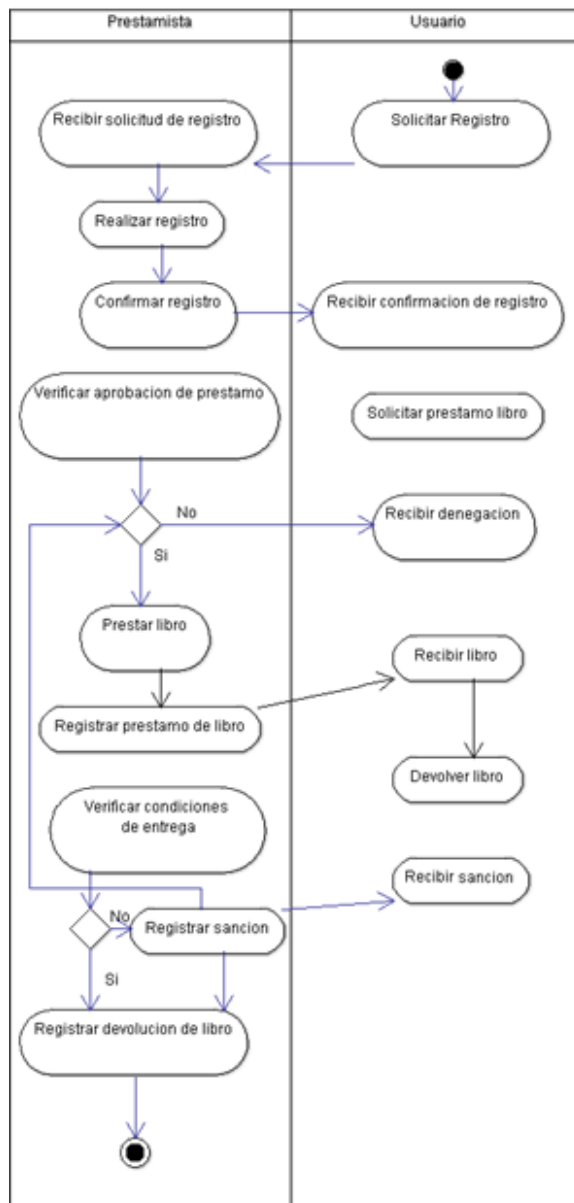 Prestamista
Usuario
Recibir solicitud de registro
Solicitar Registro
Realizar registro
Confirmar registro
Recibir confirmacion de registro
Verificar aprobacion de prestamo
Solicitar prestamo libro
No
Recibir denegacion
Si
Prestar libro
Recibir libro
Registrar prestamo de libro
Devolver libro
Verificar condiciones
de entrega
Recibir sancion
No
Registrar sancion
Si
Registrar devolucion de libro